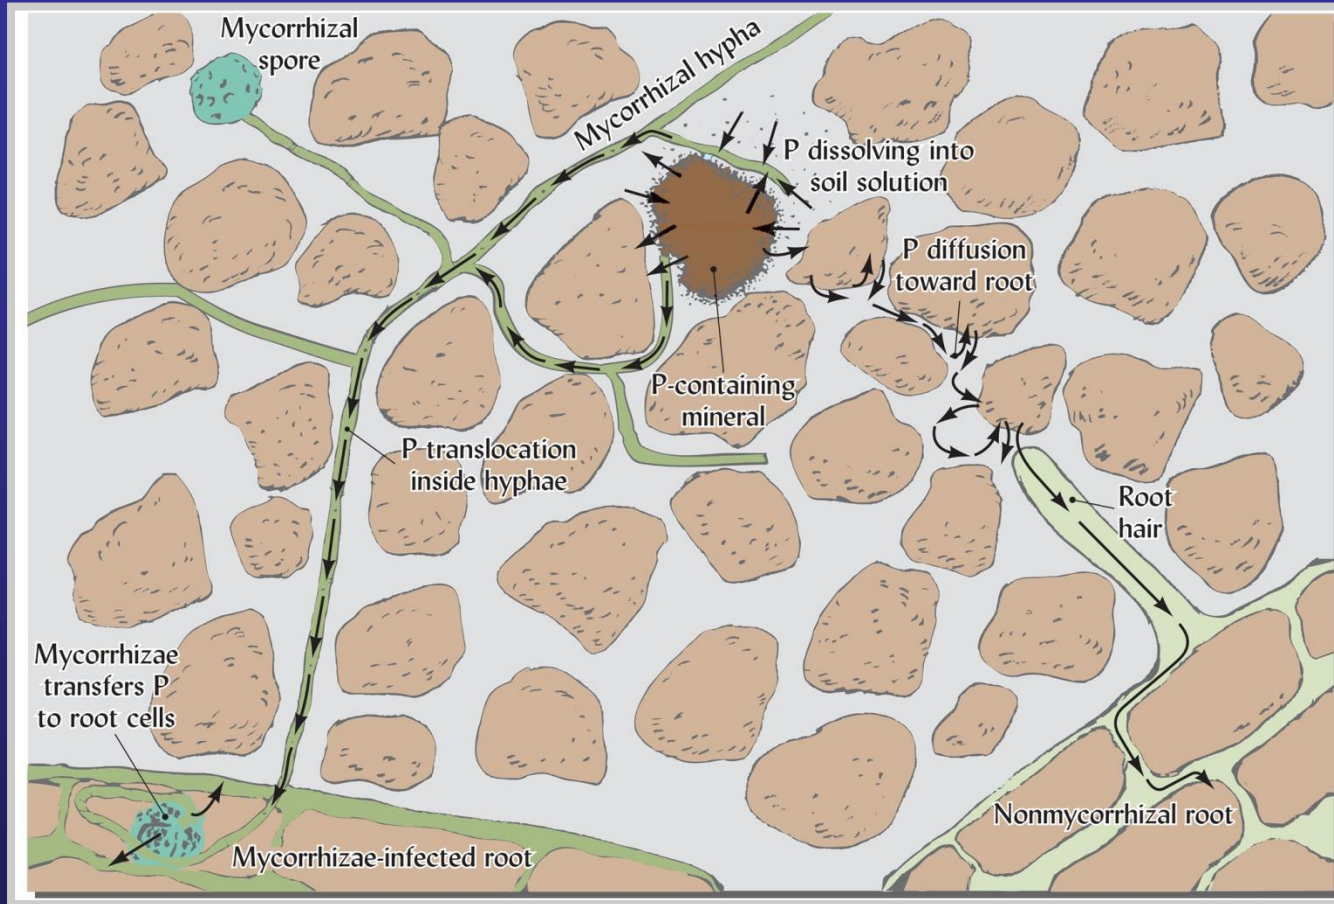 Mycorrhizal
spore
Mycorrhizal hypha
P dissolving into
soil solution
P diffusion
toward root
P-containing
mineral
P translocation
inside hyphae
Root
hair
Mycorrhizae
transfers P
to root cells
Nonmycorrhizal root
Mycorrhizae-infected root